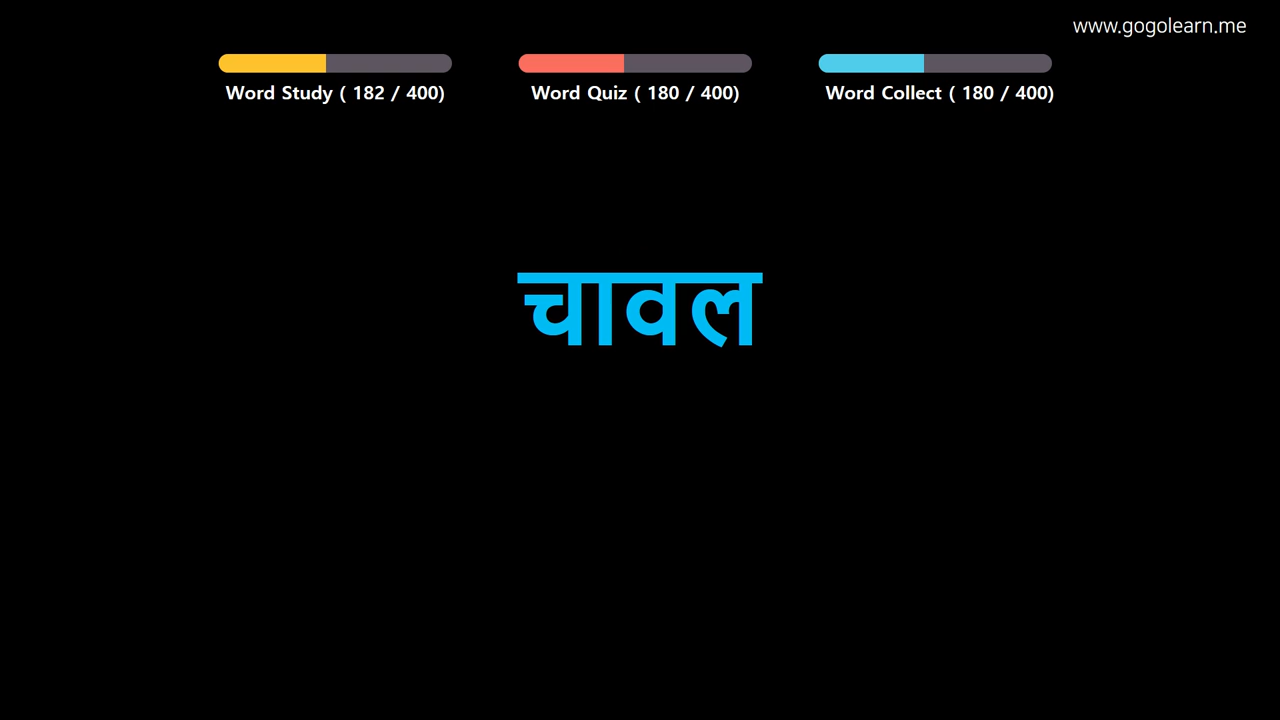 www.gogolearn.me
Word Study ( 182 / 400)
Word Quiz ( 180 / 400)
Word Collect ( 180 / 400)
चावल